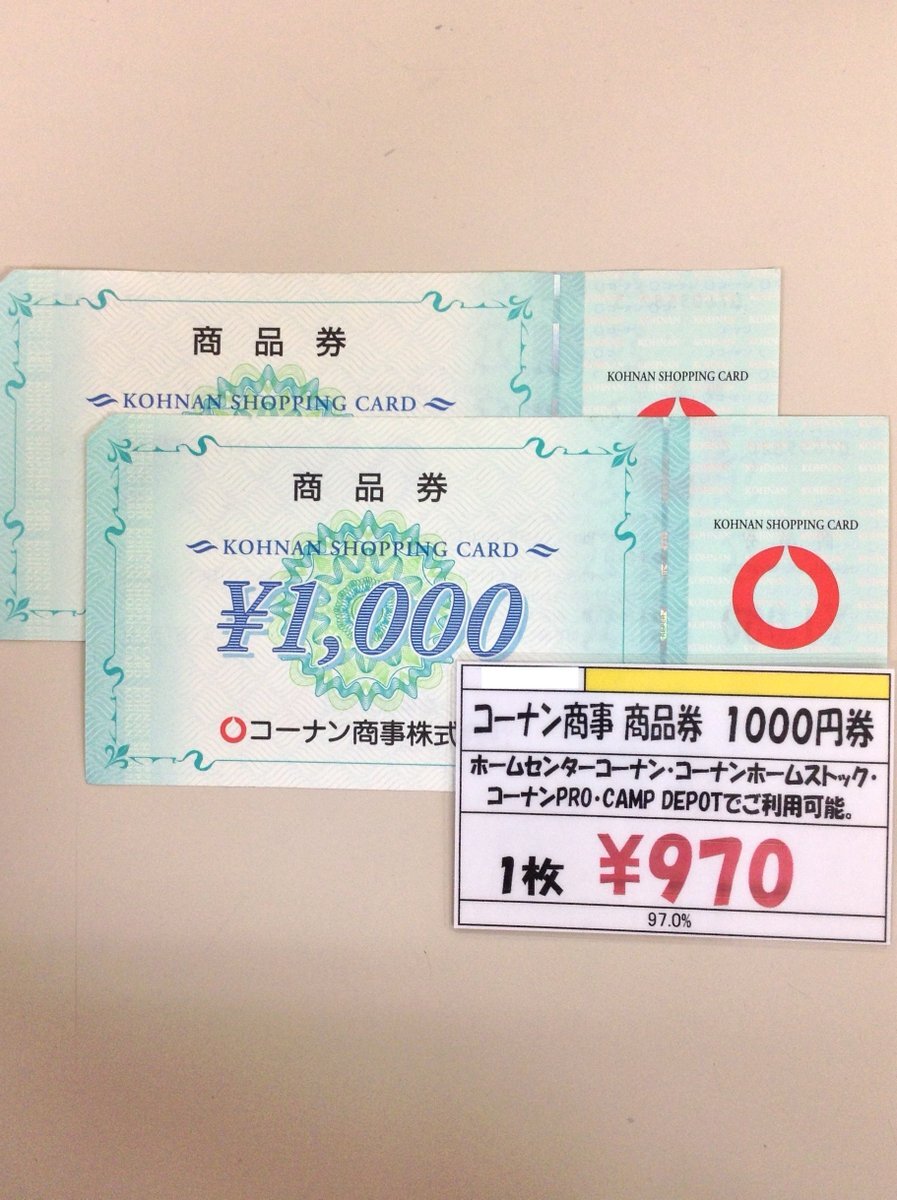 商品券
KOHNAN SHOPPING CARD
KOHNAN SHOPPING CARD
商品券
KOHNAN SHOPPING CARD
¥1,000
コーナン商事株式
KOHNAN SHOPPING CARD
コーナン商事 商品券 1000円券
ホームセンターコーナン・コーナンホームストック・
コーナンPRO・CAMP DEPOTでご利用可能。
1枚 ¥970
97.0%